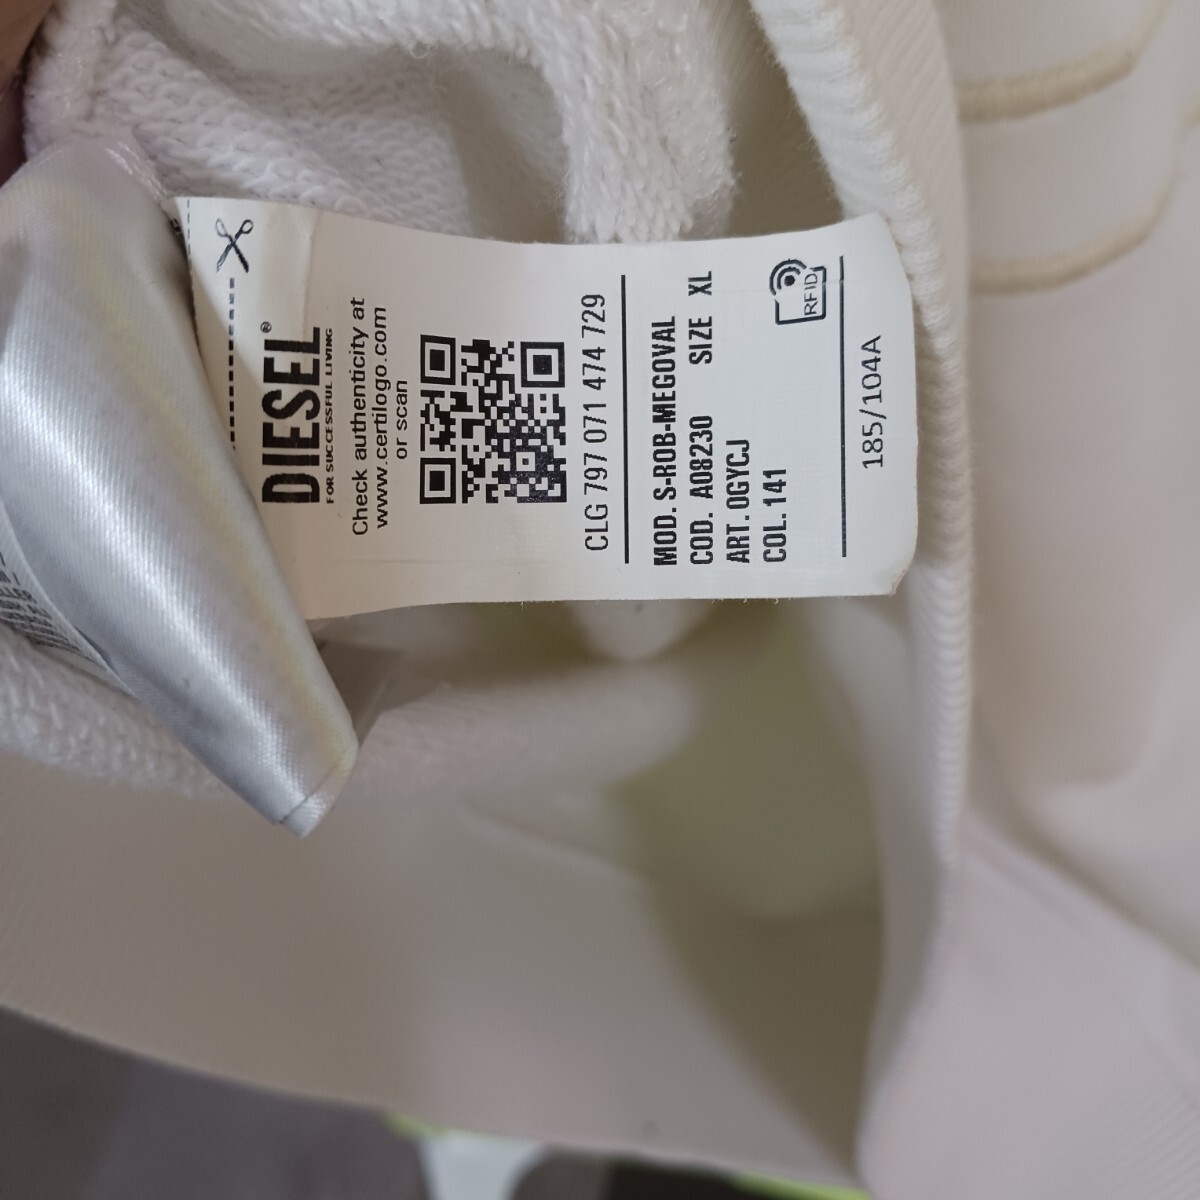 DIESEL®
FOR SUCCESSFUL LIVING
Check authenticity at
www.certilogo.com
or scan
CLG 797 071 474 729
MOD. S-ROB-MEGOVAL
COD. A08230 SIZE XL
ART. 0GYCJ
COL. 141
RFID
185/104A